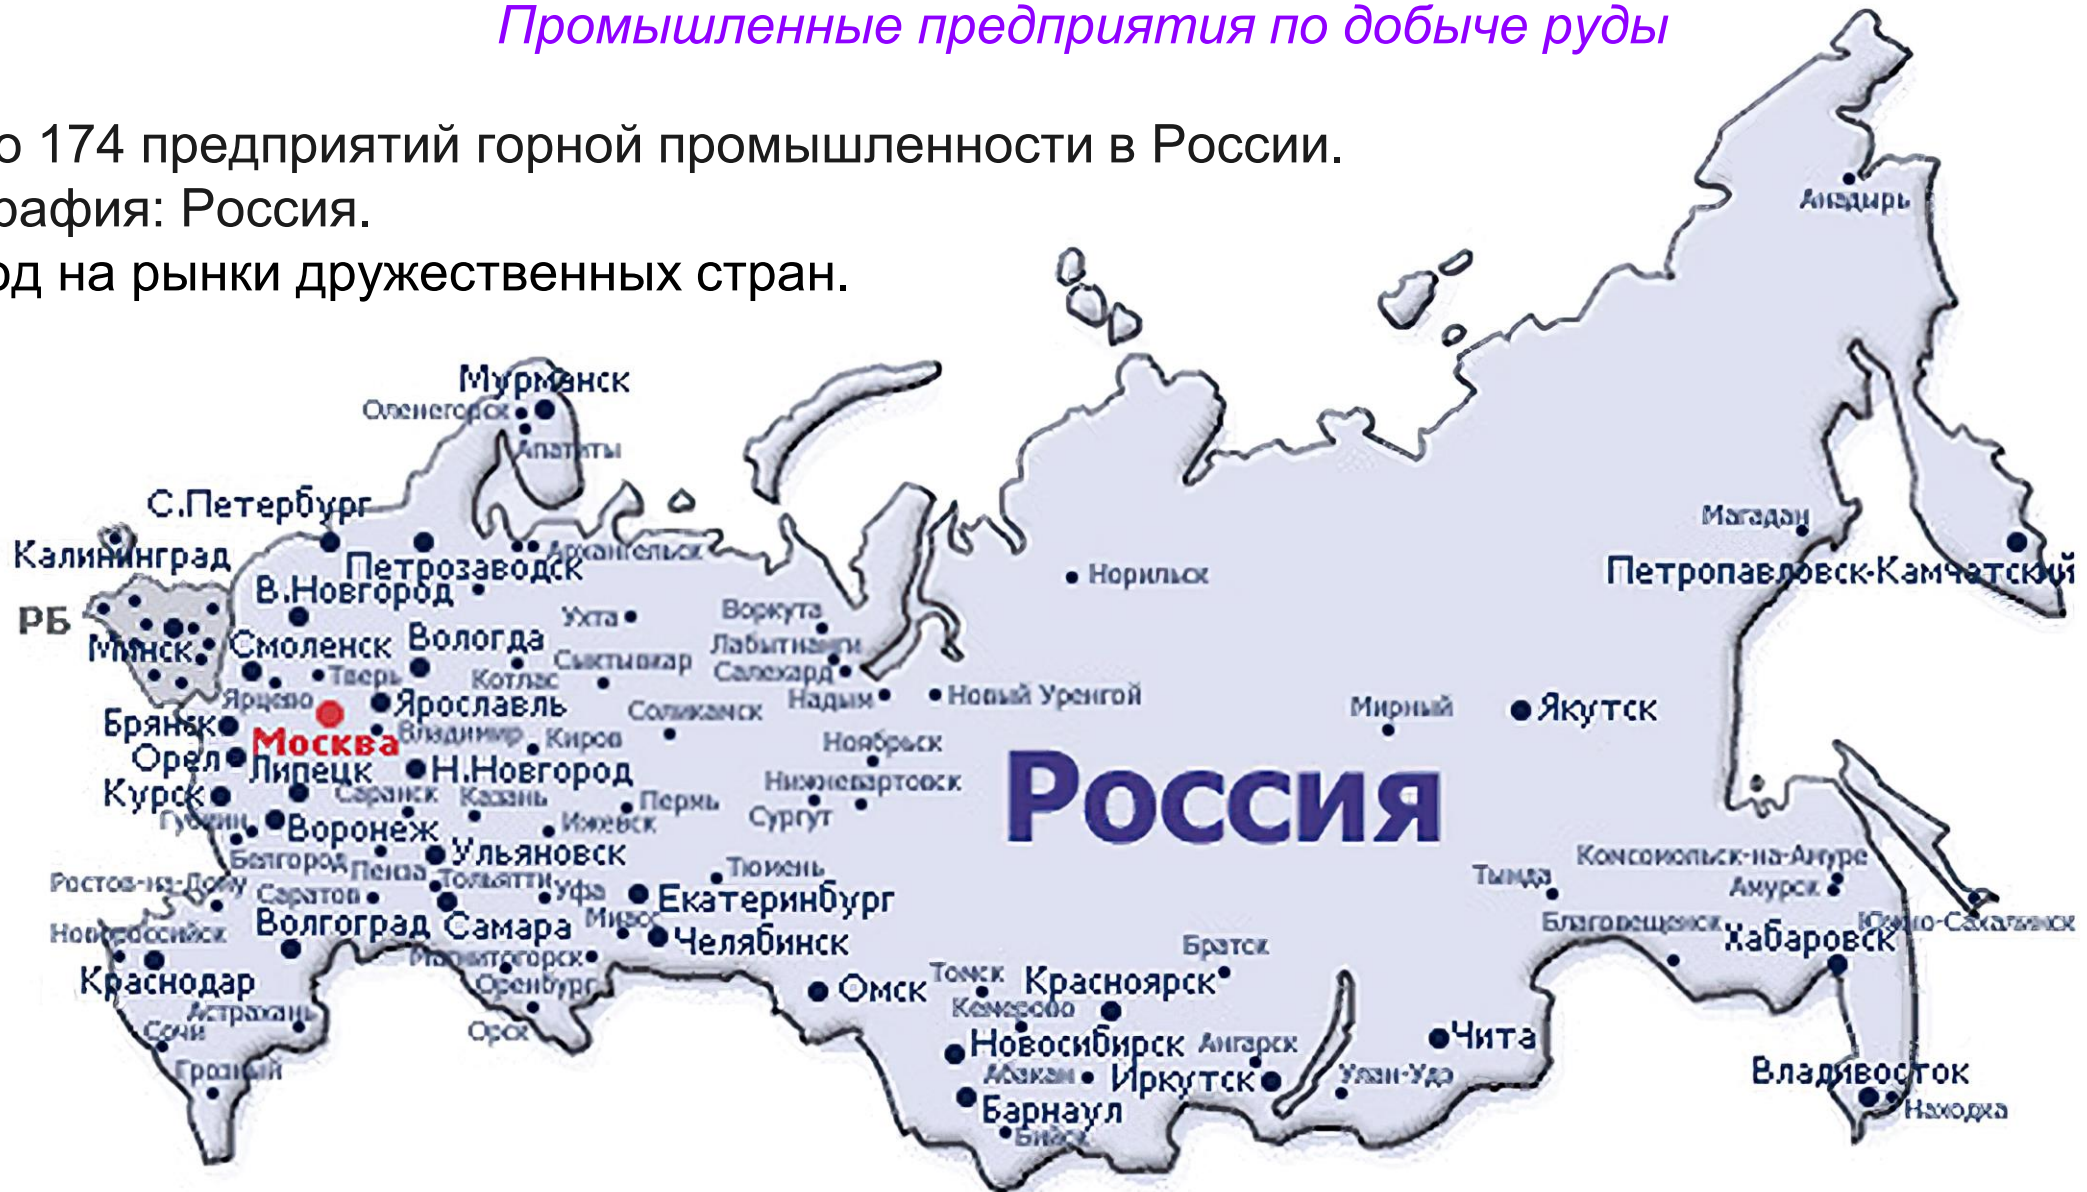 Промышленные предприятия по добыче руды
о 174 предприятий горной промышленности в России.
рафия: Россия.
од на рынки дружественных стран.
Анадырь
Мурманск
Оленегорск
Апатиты
С.Петербург
Калининград
Петрозаводск
Архангельск
Магадан
Петропавловск-Камчатский
Норильск
В.Новгород
РБ
Минск
Смоленск
Вологда
Ухта
Воркута
Лабытнанги
Салехард
Сыктывкар
Котлас
Тверь
Ярцево
Ярославль
Соликамск
Надым
Новый Уренгой
Мирный
Якутск
Брянск
Москва
Владимир
Киров
Ноябрьск
Орел
Липецк
Н.Новгород
Нижневартовск
Россия
Курск
Саранск
Казань
Пермь
Сургут
Губкин
Воронеж
Ижевск
Белгород
Пенза
Ульяновск
Тюмень
Комсомольск-на-Амуре
Тында
Амурск
Ростов-на-Дону
Саратов
Тольятти
Уфа
Екатеринбург
Новороссийск
Волгоград
Самара
Миасс
Челябинск
Благовещенск
Хабаровск
Южно-Сахалинск
Братск
Магнитогорск
Оренбург
Краснодар
Омск
Томск
Красноярск
Кемерово
Астрахань
Сочи
Орск
Новосибирск
Ангарск
Чита
Грозный
Абакан
Иркутск
Улан-Удэ
Владивосток
Барнаул
Бийск
Находка